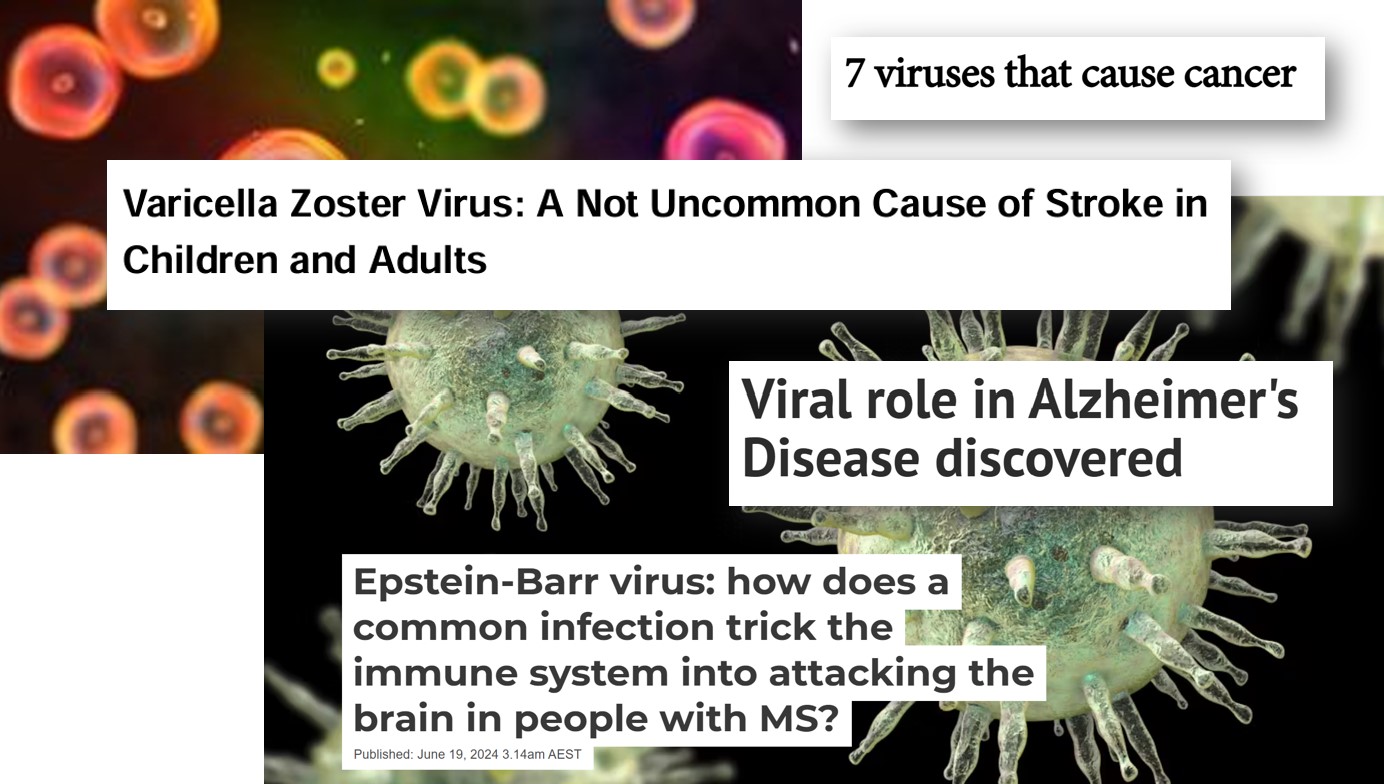 7 viruses that cause cancer
Varicella Zoster Virus: A Not Uncommon Cause of Stroke in
Children and Adults
Viral role in Alzheimer's
Disease discovered
Epstein-Barr virus: how does a
common infection trick the
immune system into attacking the
brain in people with MS?
Published: June 19, 2024 3.14am AEST